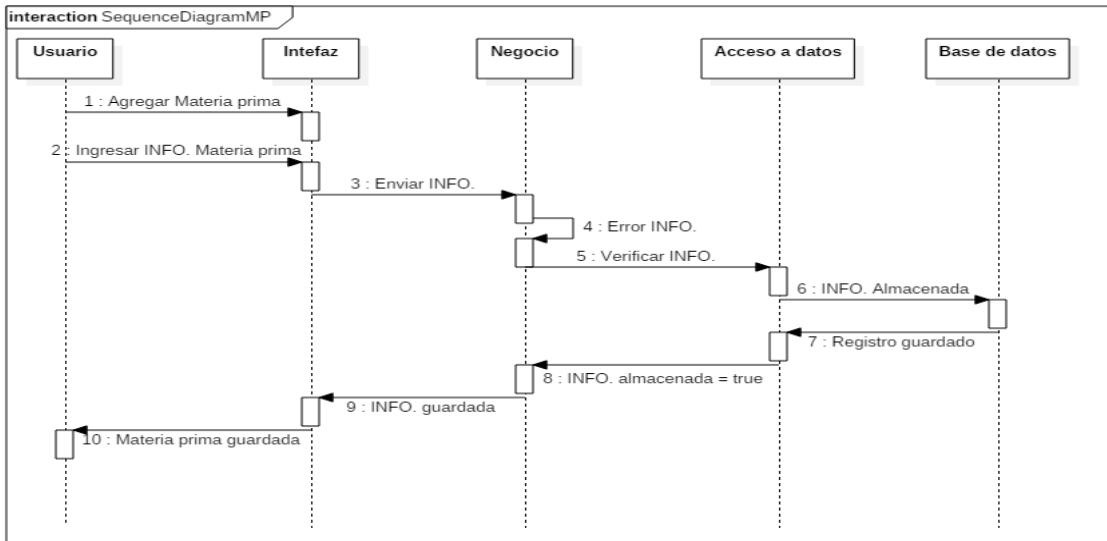 interaction SequenceDiagramMP
Usuario
Intefaz
Negocio
Acceso a datos
Base de datos
1 : Agregar Materia prima
2 : Ingresar INFO. Materia prima
3 : Enviar INFO.
4 : Error INFO.
5 : Verificar INFO.
6 : INFO. Almacenada
7 : Registro guardado
8 : INFO. almacenada = true
9 : INFO. guardada
10 : Materia prima guardada